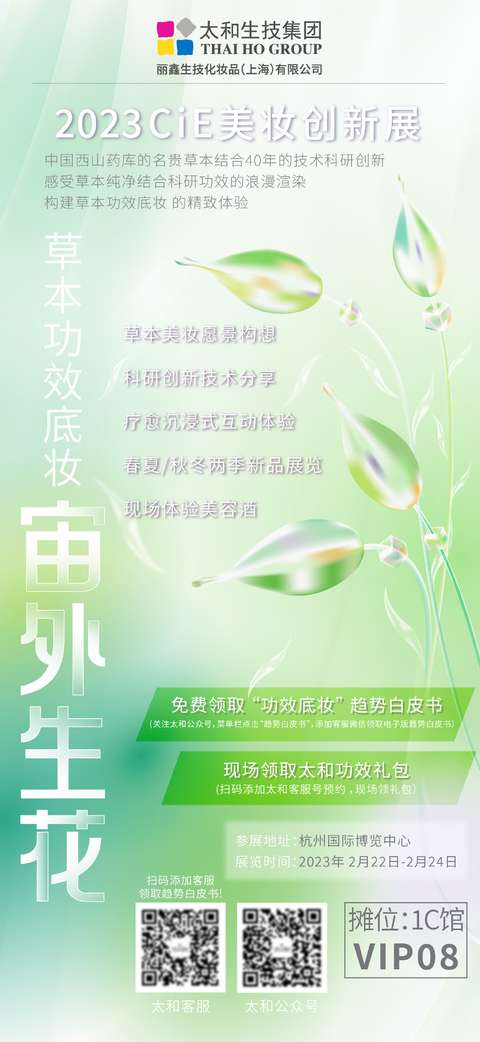 太和生技集团
THAI HO GROUP
丽鑫生技化妆品(上海)有限公司
2023CiE美妆创新展
中国西山药库的名贵草本结合40年的技术科研创新
感受草本纯净结合科研功效的浪漫渲染
构建草本功效底妆 的精致体验
草本功效底妆
宙外生花
草本美妆愿景构想
科研创新技术分享
疗愈沉浸式互动体验
春夏/秋冬两季新品展览
现场体验美容酒
免费领取“功效底妆”趋势白皮书
(关注太和公众号,菜单栏点击“趋势白皮书”,添加客服微信领取电子版趋势白皮书)
现场领取太和功效礼包
(扫码添加太和客服号预约,现场领礼包)
参展地址:杭州国际博览中心
展览时间:2023年 2月22日-2月24日
扫码添加客服
领取趋势白皮书!
太和客服
太和公众号
摊位:1C馆
VIP08